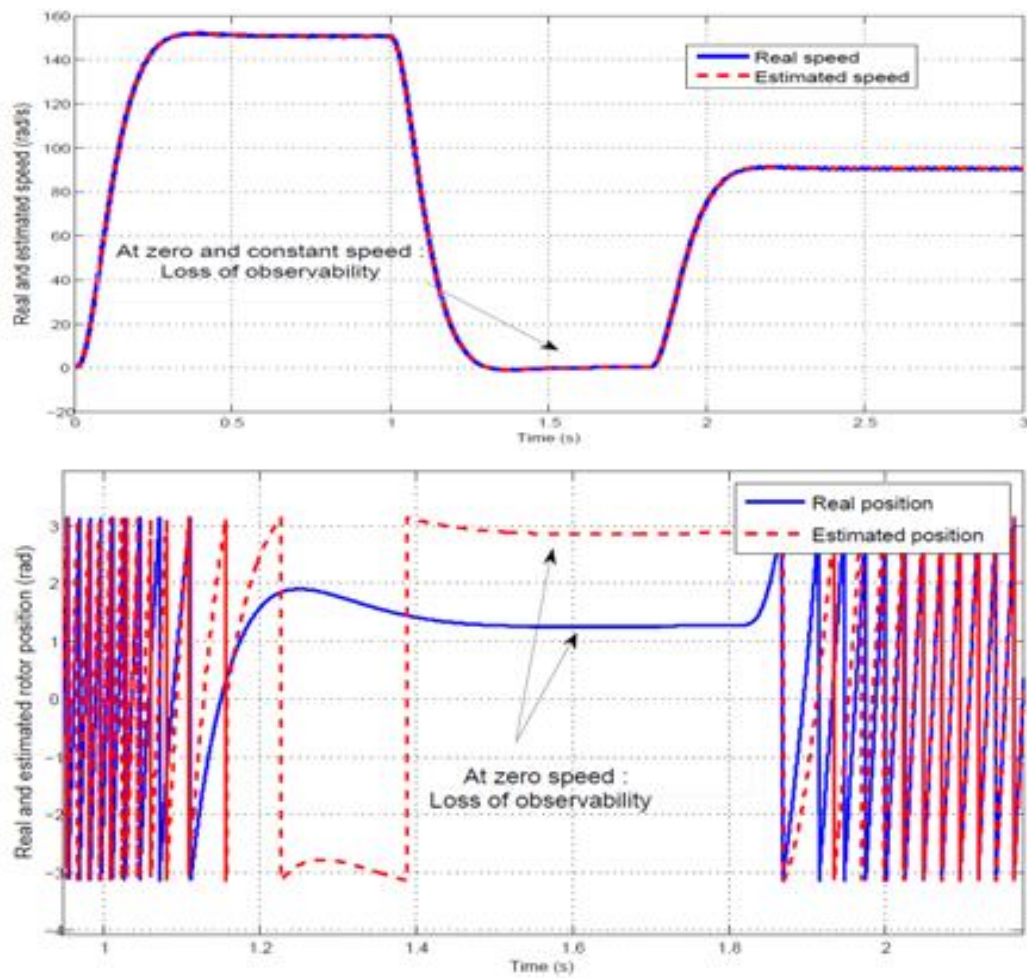 160
140
120
100
80
60
40
20
0
−20
Real and estimated speed (rad/s)
Real speed
Estimated speed
At zero and constant speed :
Loss of observability
0
0.5
1
1.5
2
2.5
3
Time (s)
3
2
1
0
−1
−2
−3
−4
Real and estimated rotor position (rad)
Real position
Estimated position
At zero speed :
Loss of observability
1
1.2
1.4
1.6
1.8
2
Time (s)